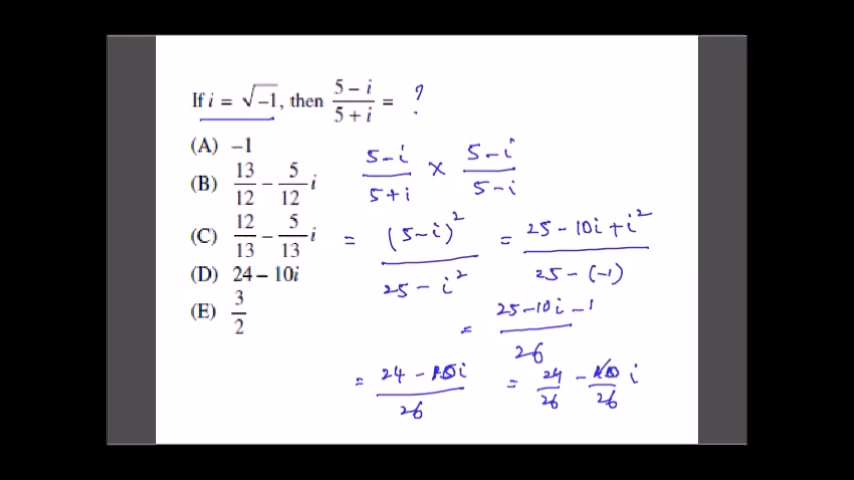 If i = √-1, then (5 - i)/(5 + i) = ?
(A) -1
(B) 13/12 - 5/12 i
(C) 12/13 - 5/13 i
(D) 24 - 10i
(E) 3/2
(5-i)/(5+i) × (5-i)/(5-i)
= (5-i)²/(25 - i²) = (25 - 10i + i²)/(25 - (-1))
= (25 - 10i - 1)/26
= (24 - 10i)/26 = 24/26 - 10/26 i